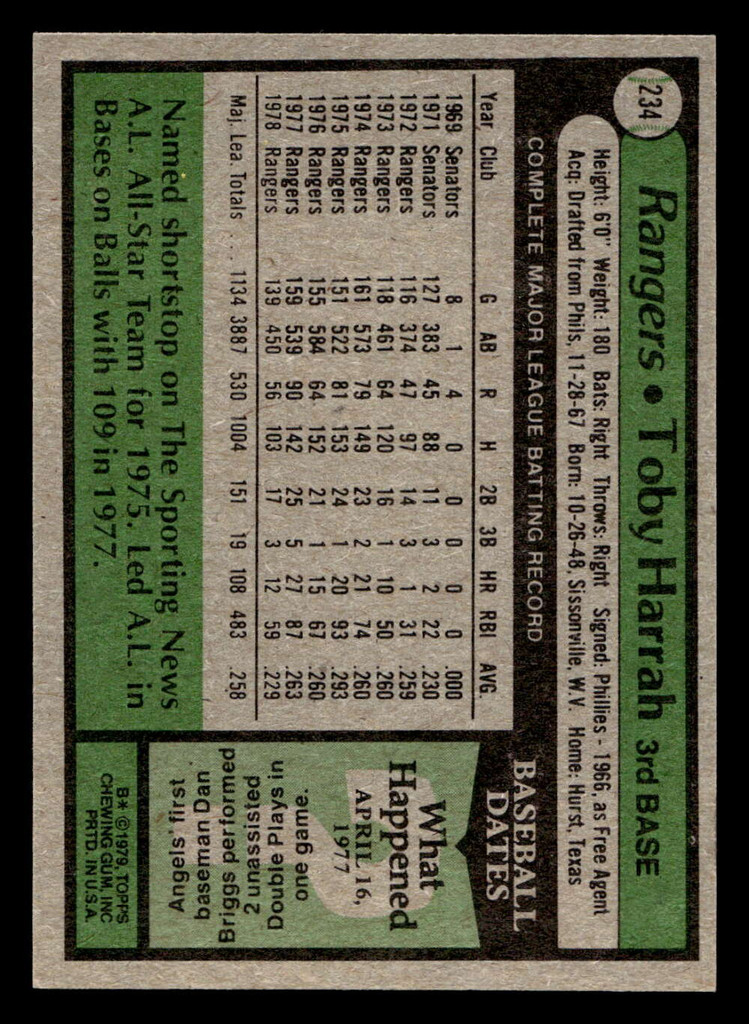 234
Rangers • Toby Harrah 3rd BASE
Height: 6'0" Weight: 180 Bats: Right Throws: Right Signed: Phillies - 1966, as Free Agent
Acq: Drafted from Phils, 11-28-67 Born: 10-26-48, Sissonville, W.V. Home: Hurst, Texas
COMPLETE MAJOR LEAGUE BATTING RECORD
Year Club G AB R H 2B 3B HR RBI AVG.
1969 Senators 8 1 4 0 0 0 0 0 .000
1971 Senators 127 383 45 88 11 3 2 22 .230
1972 Rangers 116 374 47 97 14 3 1 31 .259
1973 Rangers 118 461 64 120 16 1 10 50 .260
1974 Rangers 161 573 79 149 23 2 21 74 .260
1975 Rangers 151 522 81 153 24 1 20 93 .293
1976 Rangers 155 584 64 152 21 1 15 67 .260
1977 Rangers 159 539 90 142 25 5 27 87 .263
1978 Rangers 139 450 56 103 17 3 12 59 .229
Maj. Lea. Totals ... 1134 3887 530 1004 151 19 108 483 .258
Named shortstop on The Sporting News
A.L. All-Star Team for 1975. Led A.L. in
Bases on Balls with 109 in 1977.
BASEBALL
DATES
What
Happened
APRIL 16,
1977
Angels' first
baseman Dan
Briggs performed
2 unassisted
Double Plays in
one game.
B* ©1979, TOPPS
CHEWING GUM, INC
PRTD. IN U.S.A.